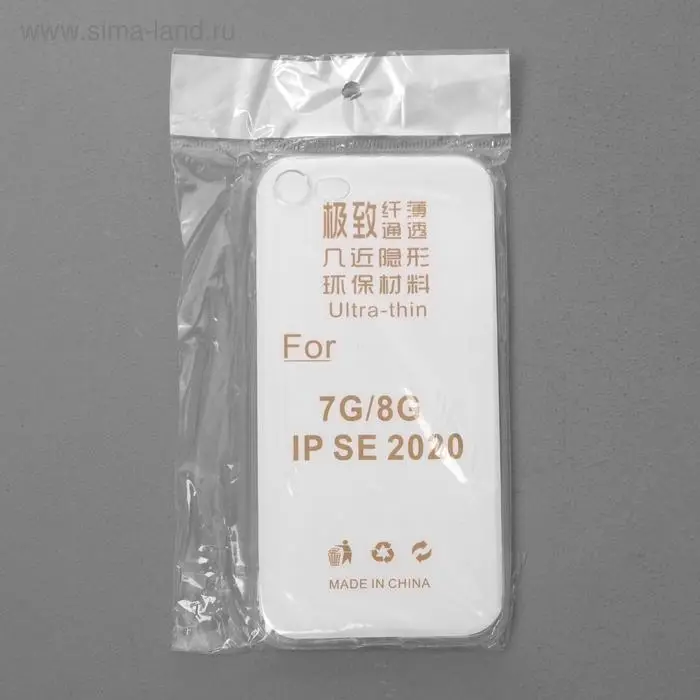 www.sima-land.ru
极致纤薄
通透
几近隐形
环保材料
Ultra-thin
For
7G/8G
IP SE 2020
MADE IN CHINA